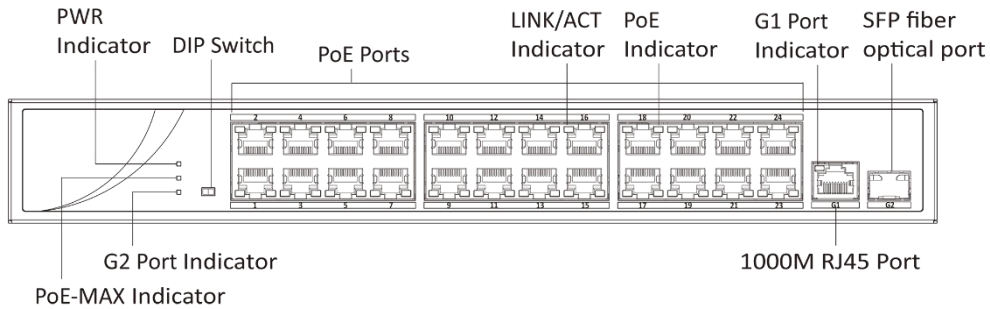 PWR
Indicator
DIP Switch
PoE Ports
LINK/ACT
Indicator
PoE
Indicator
G1 Port
Indicator
SFP fiber
optical port
2 4 6 8 10 12 14 16 18 20 22 24
1 3 5 7 9 11 13 15 17 19 21 23 G1 G2
G2 Port Indicator
1000M RJ45 Port
PoE-MAX Indicator